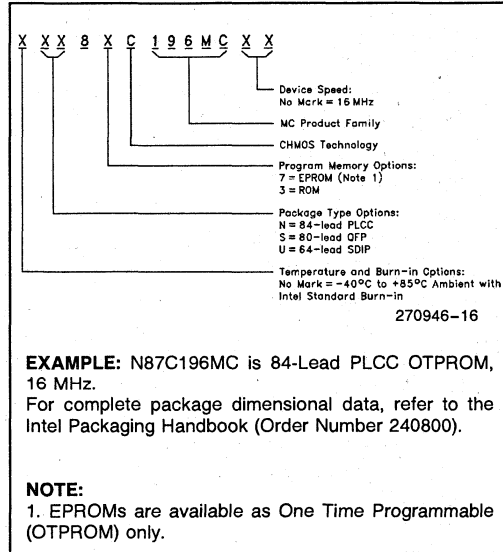 X XX 8 X C 196MC X X
Device Speed:
No Mark = 16 MHz
MC Product Family
CHMOS Technology
Program Memory Options:
7 = EPROM (Note 1)
3 = ROM
Package Type Options:
N = 84-lead PLCC
S = 80-lead QFP
U = 64-lead SDIP
Temperature and Burn-in Options:
No Mark = -40°C to +85°C Ambient with
Intel Standard Burn-in
270946-16
EXAMPLE: N87C196MC is 84-Lead PLCC OTPROM,
16 MHz.
For complete package dimensional data, refer to the
Intel Packaging Handbook (Order Number 240800).
NOTE:
1. EPROMs are available as One Time Programmable
(OTPROM) only.